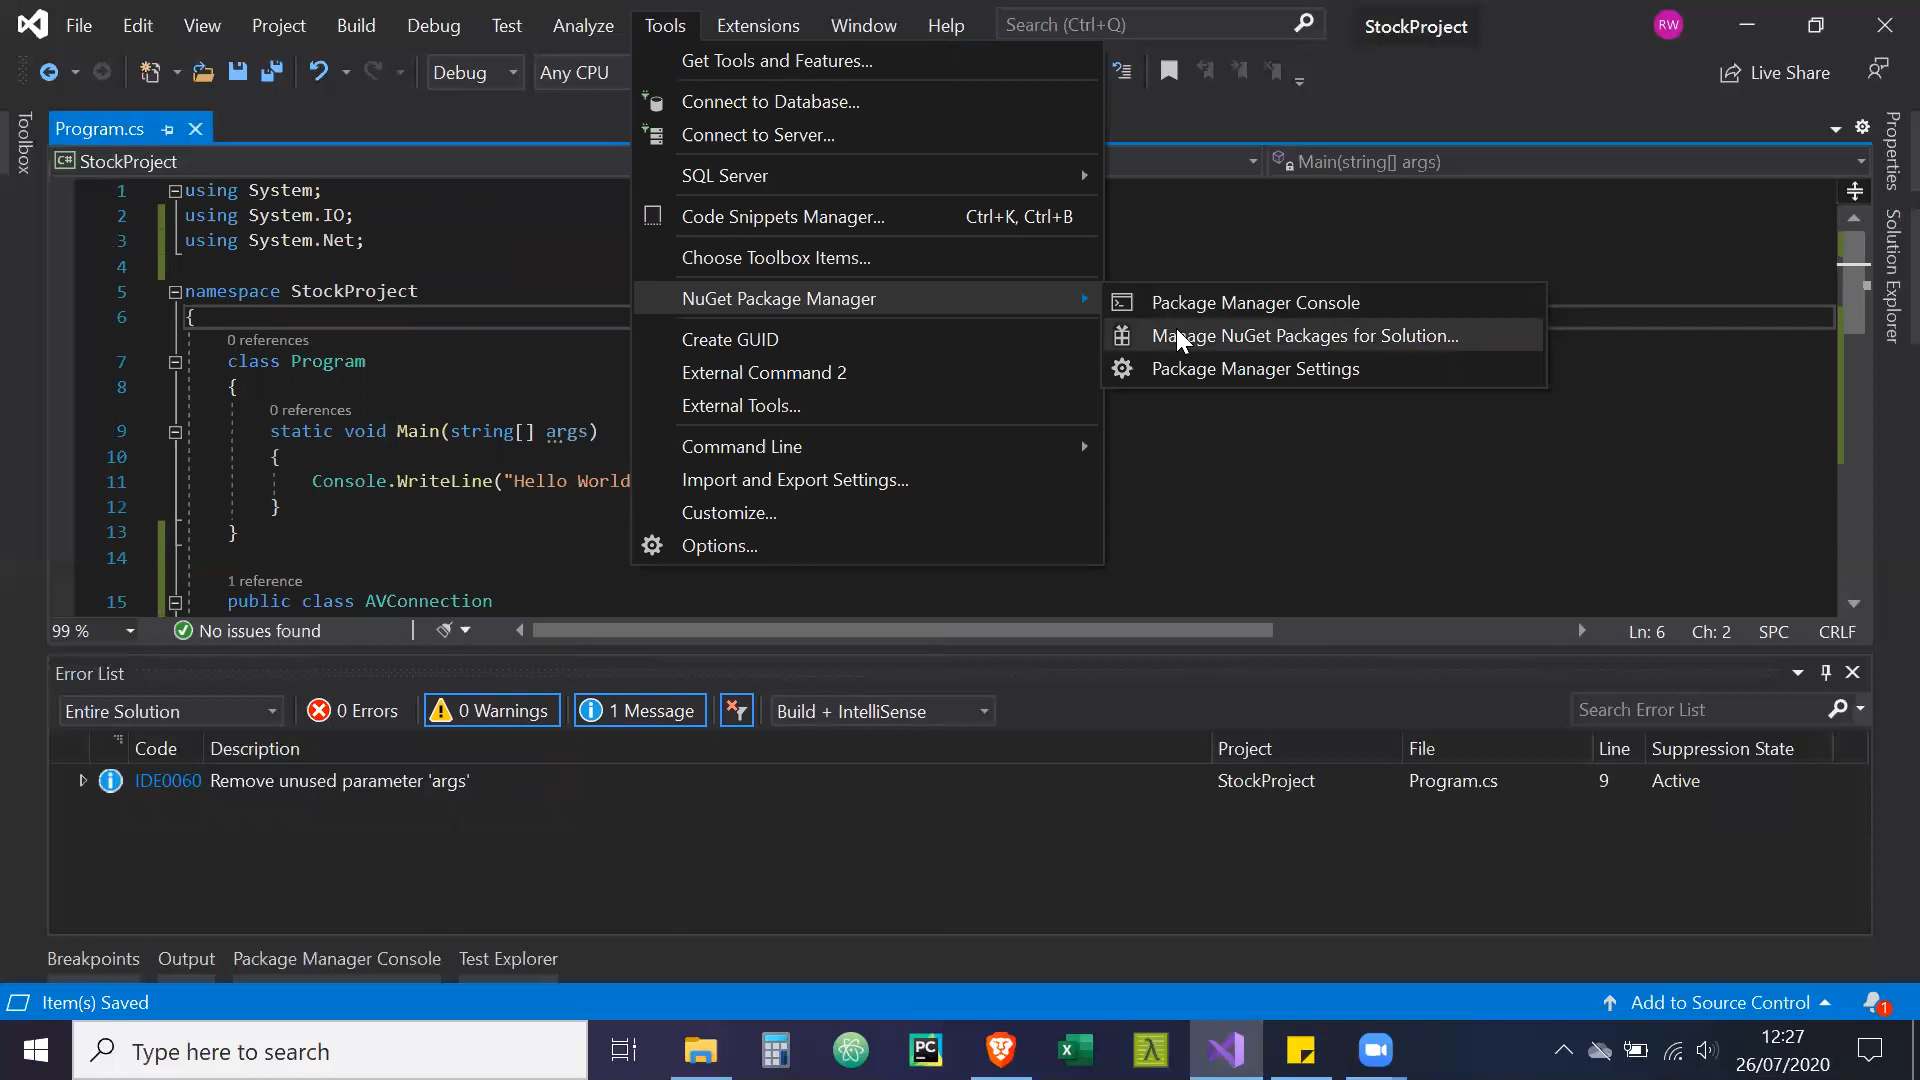 File Edit View Project Build Debug Test Analyze Tools Extensions Window Help Search (Ctrl+Q) StockProject RW
Debug Any CPU Live Share
Get Tools and Features...
Connect to Database...
Connect to Server...
SQL Server
Code Snippets Manager... Ctrl+K, Ctrl+B
Choose Toolbox Items...
NuGet Package Manager
Create GUID
External Command 2
External Tools...
Command Line
Import and Export Settings...
Customize...
Options...
Package Manager Console
Manage NuGet Packages for Solution...
Package Manager Settings
Toolbox
Properties
Solution Explorer
Program.cs
C# StockProject Main(string[] args)
1 using System;
2 using System.IO;
3 using System.Net;
4
5 namespace StockProject
6 {
0 references
7 class Program
8 {
0 references
9 static void Main(string[] args)
10 {
11 Console.WriteLine("Hello World
12 }
13 }
14
1 reference
15 public class AVConnection
99 % No issues found Ln: 6 Ch: 2 SPC CRLF
Error List
Entire Solution 0 Errors 0 Warnings 1 Message Build + IntelliSense Search Error List
Code Description Project File Line Suppression State
IDE0060 Remove unused parameter 'args' StockProject Program.cs 9 Active
Breakpoints Output Package Manager Console Test Explorer
Item(s) Saved Add to Source Control 1
Type here to search PC 12:27
26/07/2020